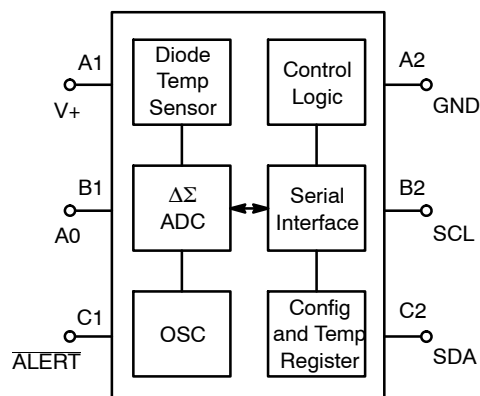 A1
V+
B1
A0
C1
ALERT
Diode
Temp
Sensor
ΔΣ
ADC
OSC
Control
Logic
Serial
Interface
Config
and Temp
Register
A2
GND
B2
SCL
C2
SDA